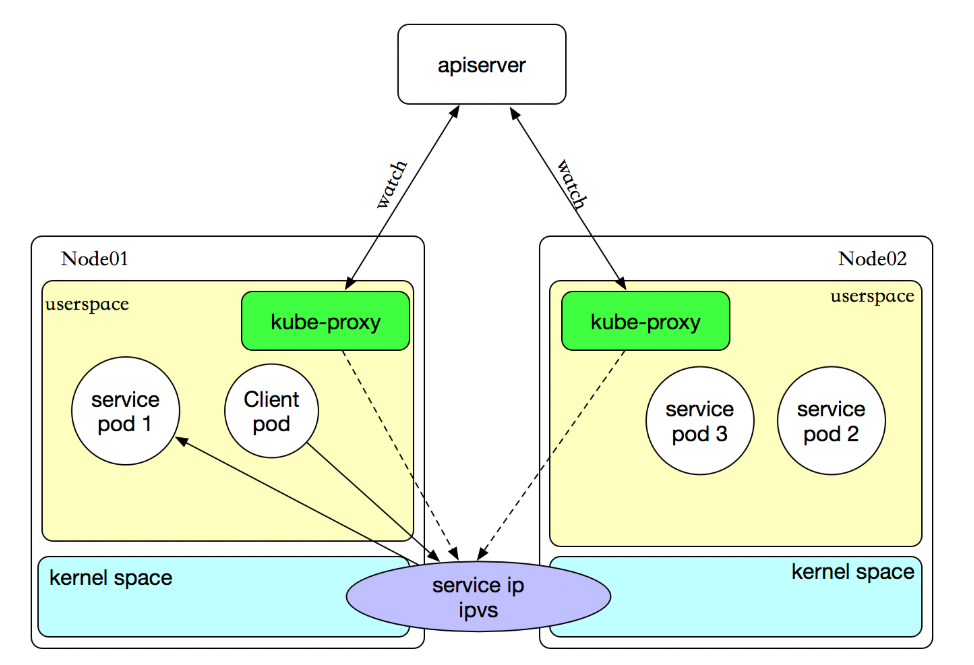 apiserver
watch
watch
Node01
Node02
userspace
userspace
kube-proxy
kube-proxy
service
pod 1
Client
pod
service
pod 3
service
pod 2
kernel space
kernel space
service ip
ipvs